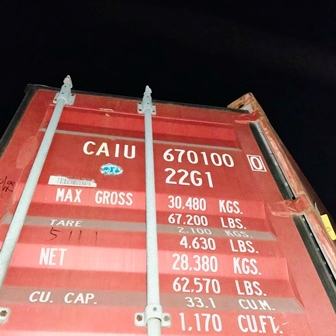 CAIU 670100 0
22G1
MAX GROSS 30,480 KGS.
67,200 LBS.
TARE 2,100 KGS.
4,630 LBS.
NET 28,380 KGS.
62,570 LBS.
CU. CAP. 33.1 CU.M.
1,170 CU.FT.